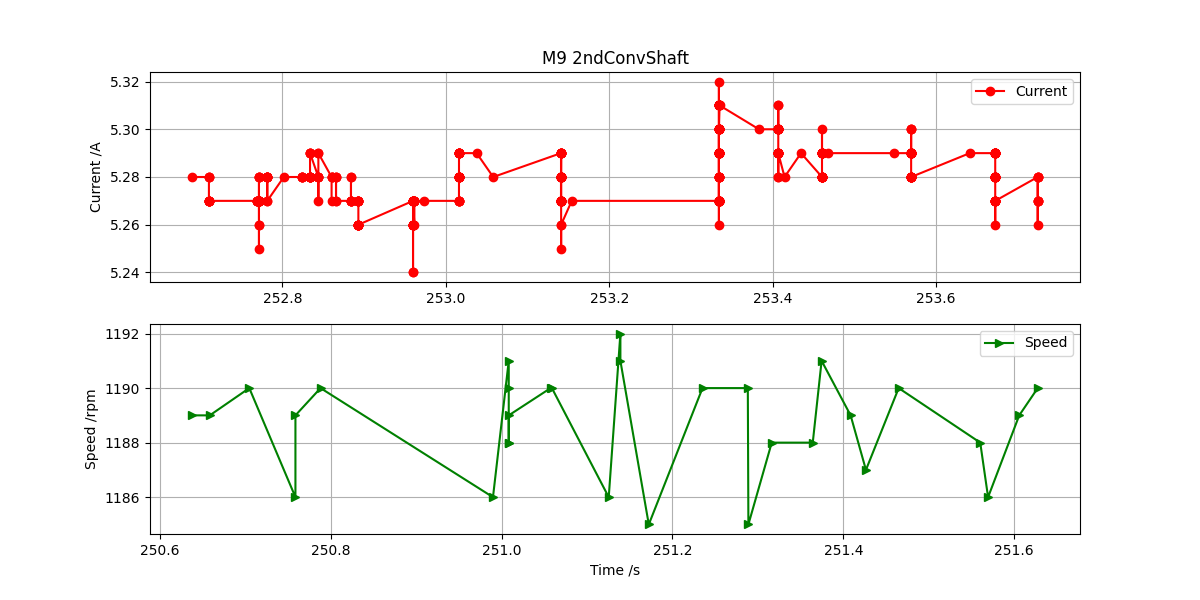 M9 2ndConvShaft
5.32
5.30
5.28
5.26
5.24
Current /A
Current
252.8 253.0 253.2 253.4 253.6
1192
1190
1188
1186
Speed /rpm
Speed
250.6 250.8 251.0 251.2 251.4 251.6
Time /s